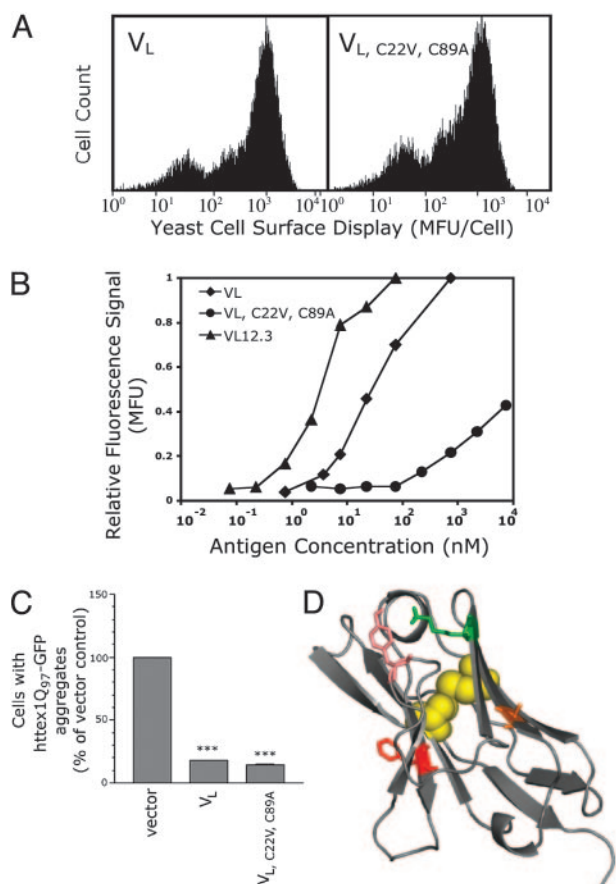 A
V_L
V_L, C22V, C89A
Cell Count
10^0 10^1 10^2 10^3 10^4 10^0 10^1 10^2 10^3 10^4
Yeast Cell Surface Display (MFU/Cell)
B
Relative Fluorescence Signal
(MFU)
1
0.8
0.6
0.4
0.2
0
VL
VL, C22V, C89A
VL12.3
10^-2 10^-1 10^0 10^1 10^2 10^3 10^4
Antigen Concentration (nM)
C
Cells with
httex1Q_97-GFP
aggregates
(% of vector control)
150
100
50
0
*** ***
vector
V_L
V_L, C22V, C89A
D